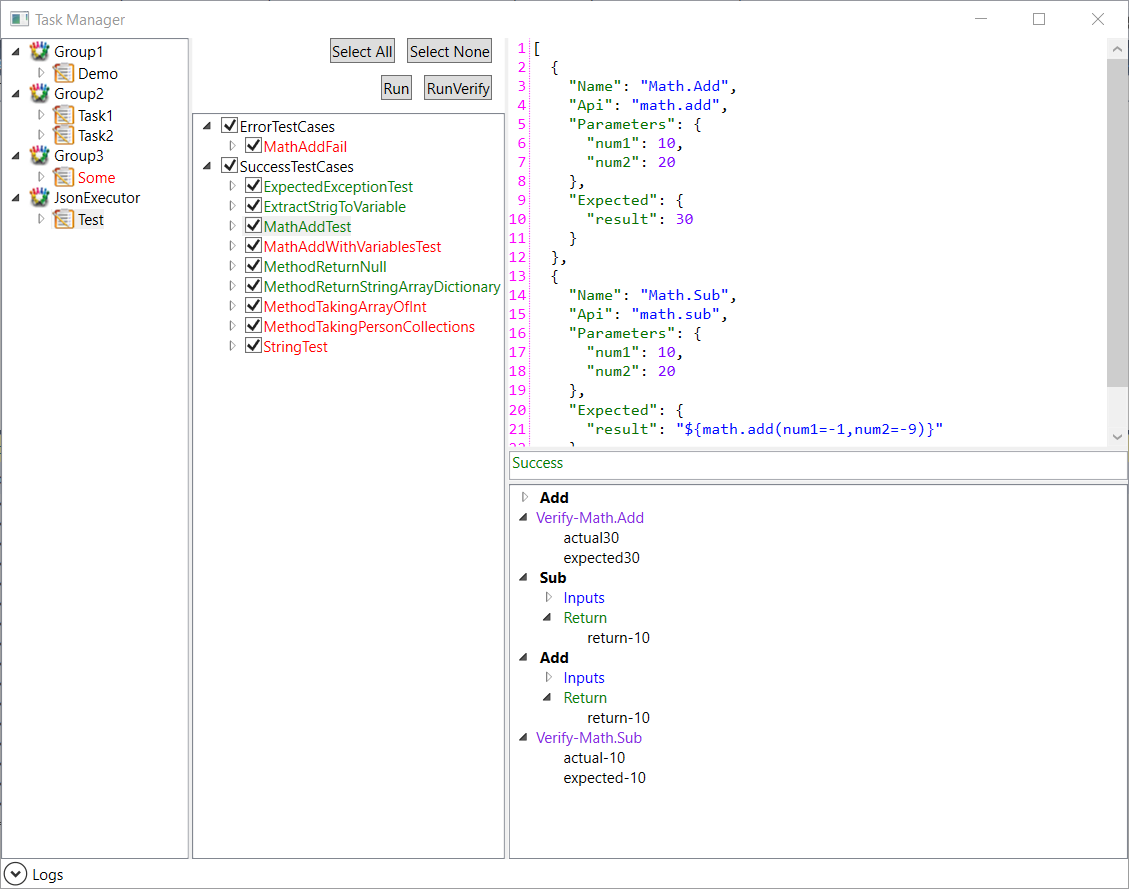 Task Manager
Group1
Demo
Group2
Task1
Task2
Group3
Some
JsonExecutor
Test
Select All Select None
Run RunVerify
ErrorTestCases
MathAddFail
SuccessTestCases
ExpectedExceptionTest
ExtractStrigToVariable
MathAddTest
MathAddWithVariablesTest
MethodReturnNull
MethodReturnStringArrayDictionary
MethodTakingArrayOfInt
MethodTakingPersonCollections
StringTest
1 [
2 {
3 "Name": "Math.Add",
4 "Api": "math.add",
5 "Parameters": {
6 "num1": 10,
7 "num2": 20
8 },
9 "Expected": {
10 "result": 30
11 }
12 },
13 {
14 "Name": "Math.Sub",
15 "Api": "math.sub",
16 "Parameters": {
17 "num1": 10,
18 "num2": 20
19 },
20 "Expected": {
21 "result": "${math.add(num1=-1,num2=-9)}"
Success
Add
Verify-Math.Add
actual30
expected30
Sub
Inputs
Return
return-10
Add
Inputs
Return
return-10
Verify-Math.Sub
actual-10
expected-10
Logs